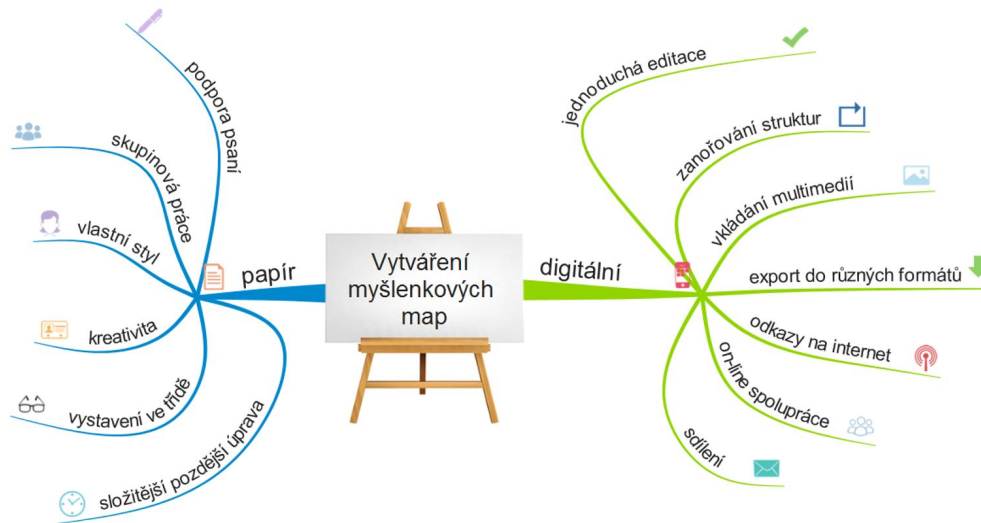 Vytváření
myšlenkových
map
papír
podpora psaní
skupinová práce
vlastní styl
kreativita
vystavení ve třídě
složitější pozdější úprava
digitální
jednoduchá editace
zanořování struktur
vkládání multimedií
export do různých formátů
odkazy na internet
on-line spolupráce
sdílení